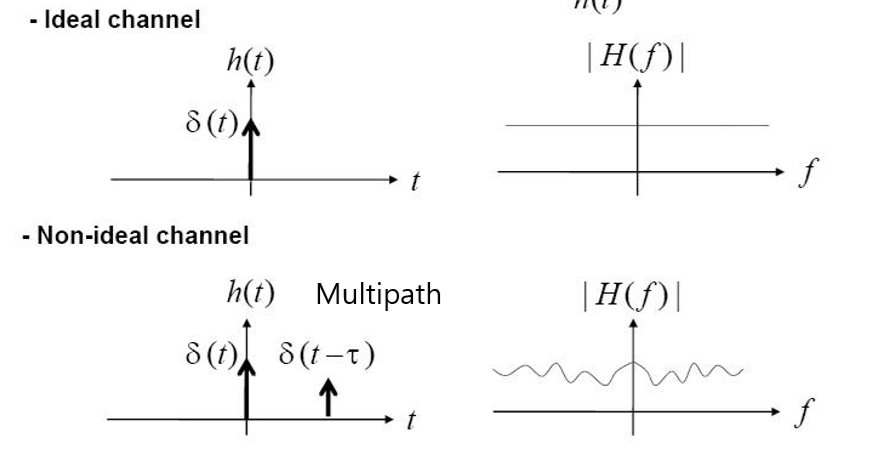 h(t)
- Ideal channel
h(t)
|H(f)|
δ(t)
t
f
- Non-ideal channel
h(t) Multipath
|H(f)|
δ(t) δ(t−τ)
t
f